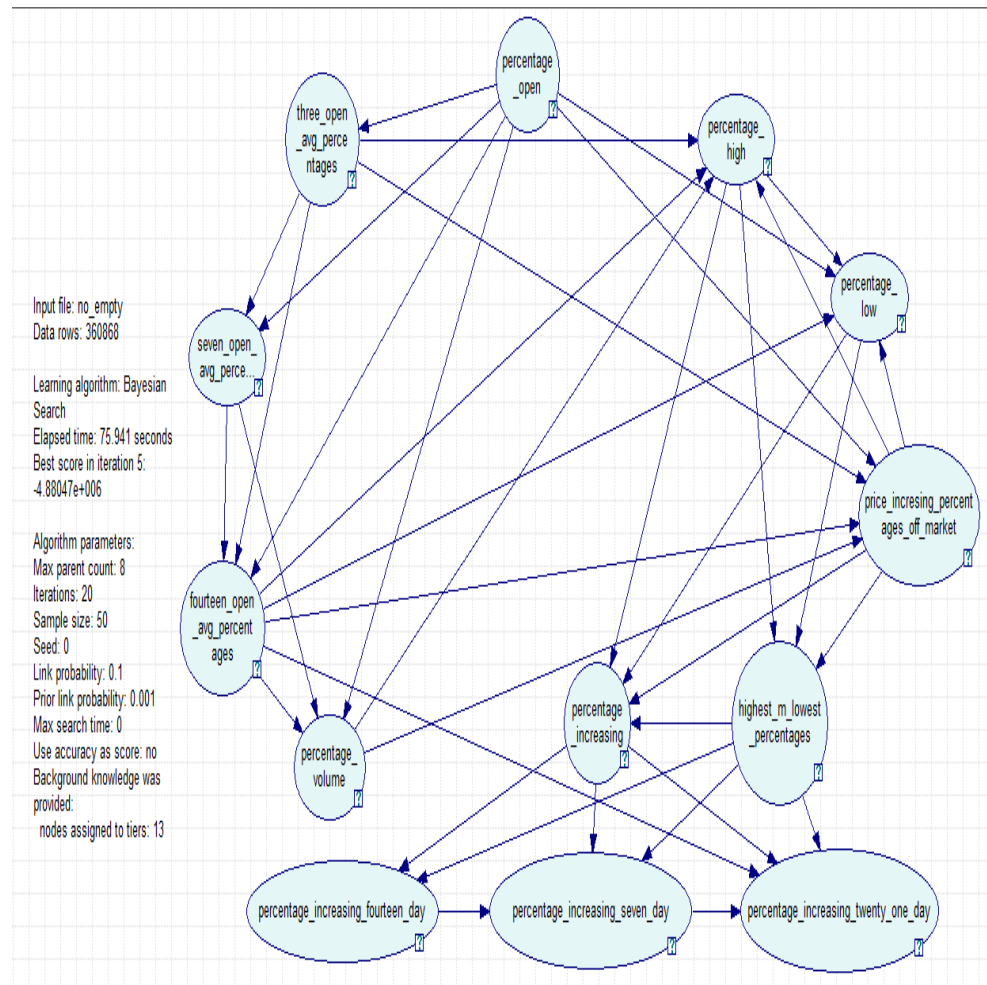 percentage
_open
three_open
_avg_perce
ntages
percentage_
high
percentage_
low
Input file: no_empty
Data rows: 360868
seven_open_
avg_perce...
Learning algorithm: Bayesian
Search
Elapsed time: 75.941 seconds
Best score in iteration 5:
-4.88047e+006
price_incresing_percent
ages_off_market
Algorithm parameters:
Max parent count: 8
Iterations: 20
Sample size: 50
Seed: 0
Link probability: 0.1
Prior link probability: 0.001
Max search time: 0
Use accuracy as score: no
Background knowledge was
provided:
nodes assigned to tiers: 13
fourteen_open
_avg_percent
ages
percentage_
volume
percentage
_increasing
highest_m_lowest
_percentages
percentage_increasing_fourteen_day
percentage_increasing_seven_day
percentage_increasing_twenty_one_day
?
?
?
?
?
?
?
?
?
?
?
?
?